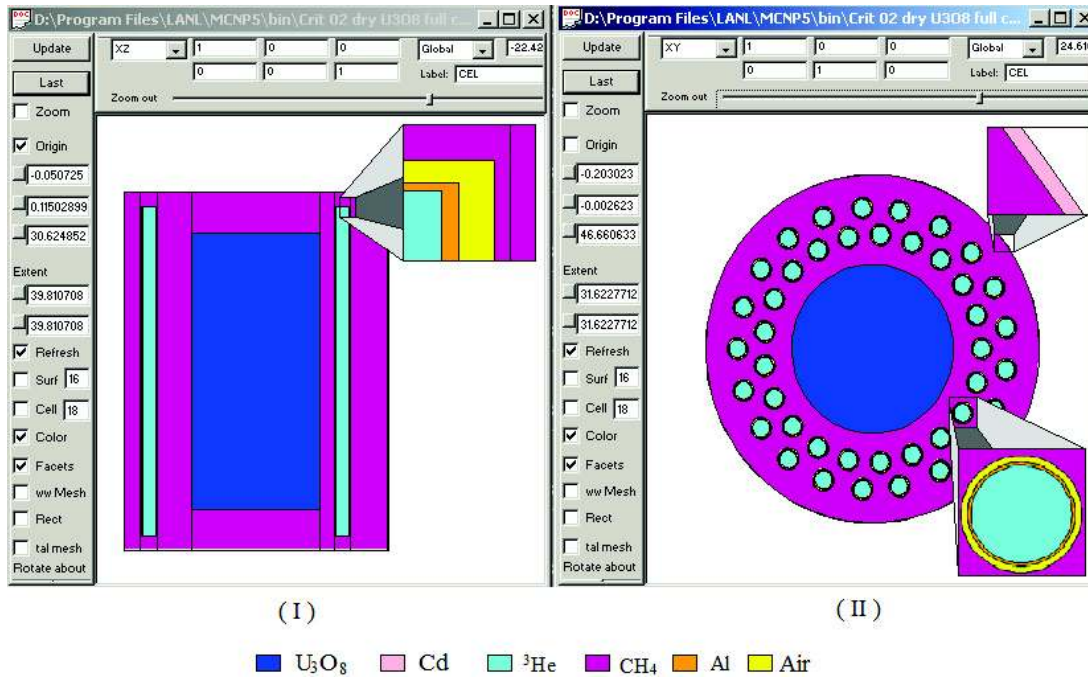 D:\Program Files\LANL\MCNP5\bin\Crit 02 dry U3O8 full c...
Update
XZ 1 0 0 Global -22.42
Last
0 0 1 Label: CEL
Zoom out
Zoom
Origin
-0.050725
0.11502899
30.624852
Extent
39.810708
39.810708
Refresh
Surf 16
Cell 18
Color
Facets
ww Mesh
Rect
tal mesh
Rotate about
( I )
D:\Program Files\LANL\MCNP5\bin\Crit 02 dry U3O8 full c...
Update
XY 1 0 0 Global
Last
0 1 0 Label: CEL
Zoom out
Zoom
Origin
-0.203023
-0.002623
46.660633
Extent
31.6227712
31.6227712
Refresh
Surf 16
Cell 18
Color
Facets
ww Mesh
Rect
tal mesh
Rotate about
( II )
U₃O₈ Cd ³He CH₄ Al Air